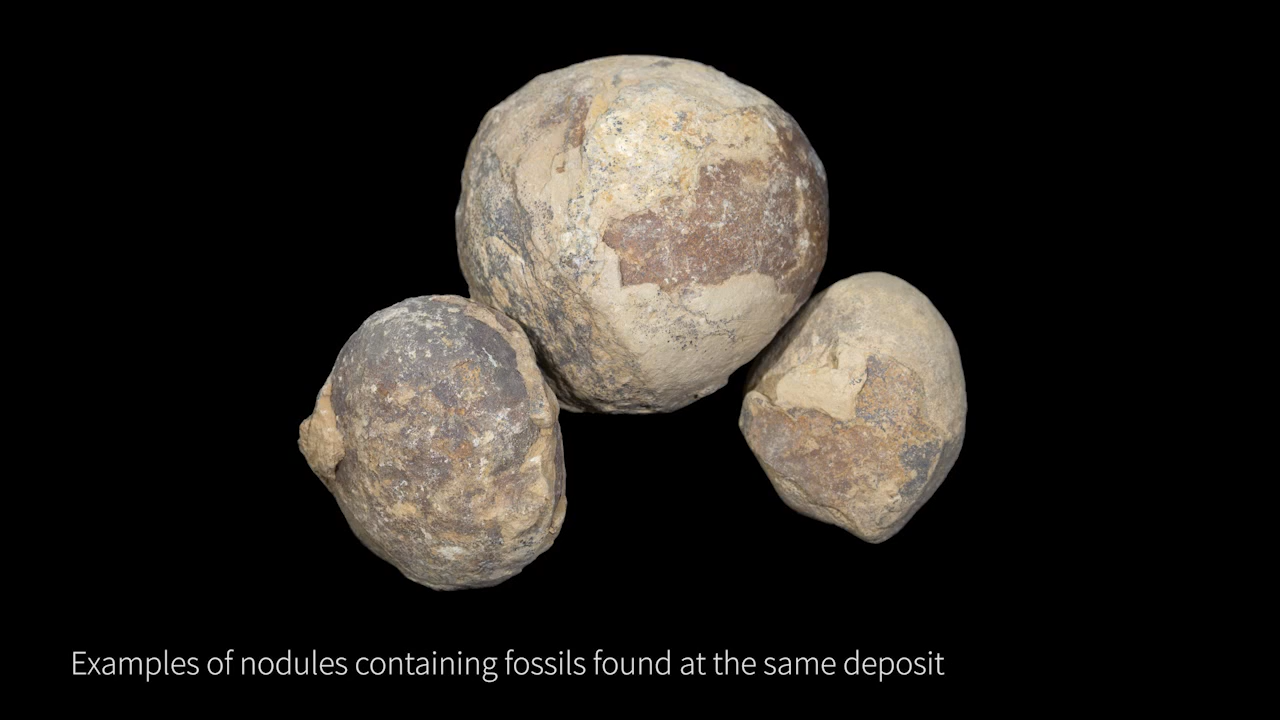 Examples of nodules containing fossils found at the same deposit